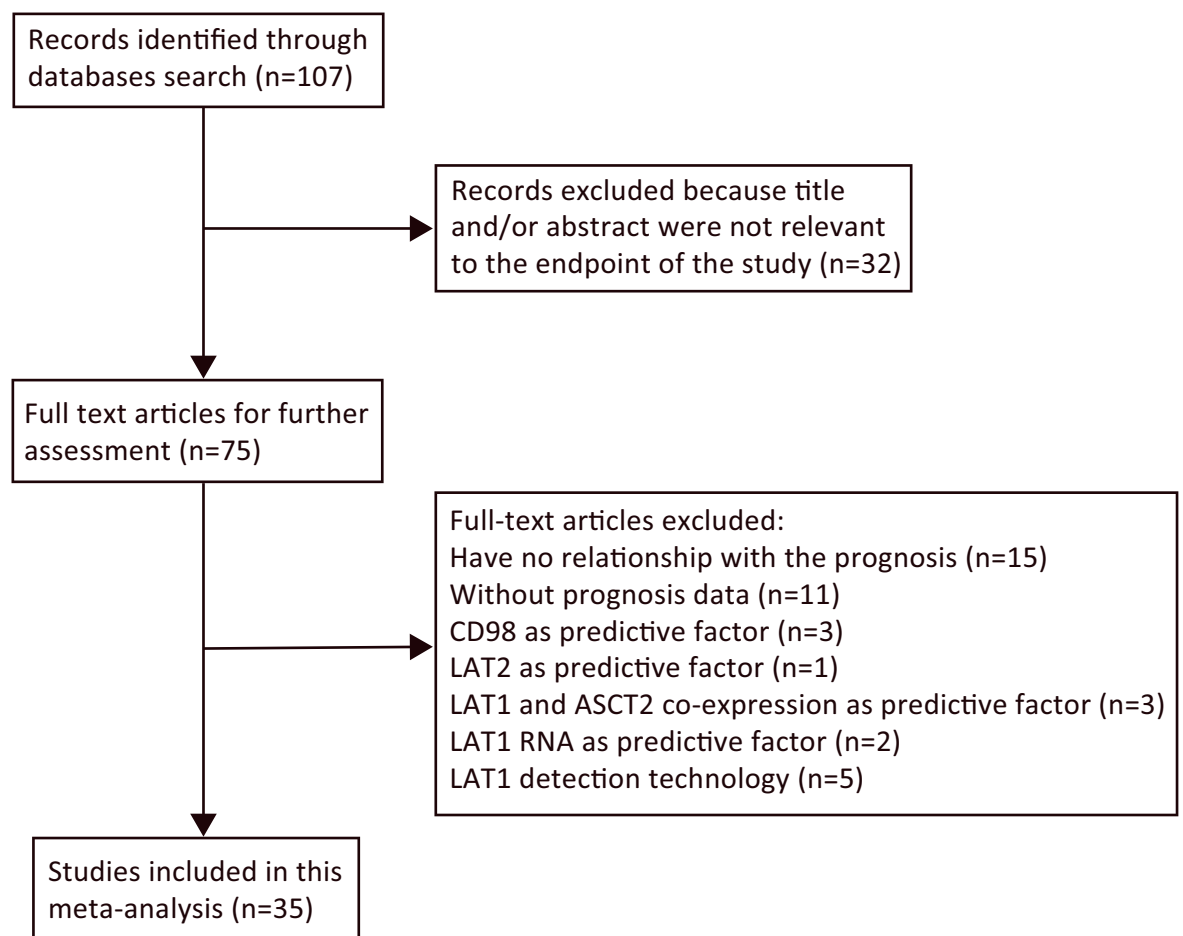 Records identified through
databases search (n=107)
Records excluded because title
and/or abstract were not relevant
to the endpoint of the study (n=32)
Full text articles for further
assessment (n=75)
Full-text articles excluded:
Have no relationship with the prognosis (n=15)
Without prognosis data (n=11)
CD98 as predictive factor (n=3)
LAT2 as predictive factor (n=1)
LAT1 and ASCT2 co-expression as predictive factor (n=3)
LAT1 RNA as predictive factor (n=2)
LAT1 detection technology (n=5)
Studies included in this
meta-analysis (n=35)